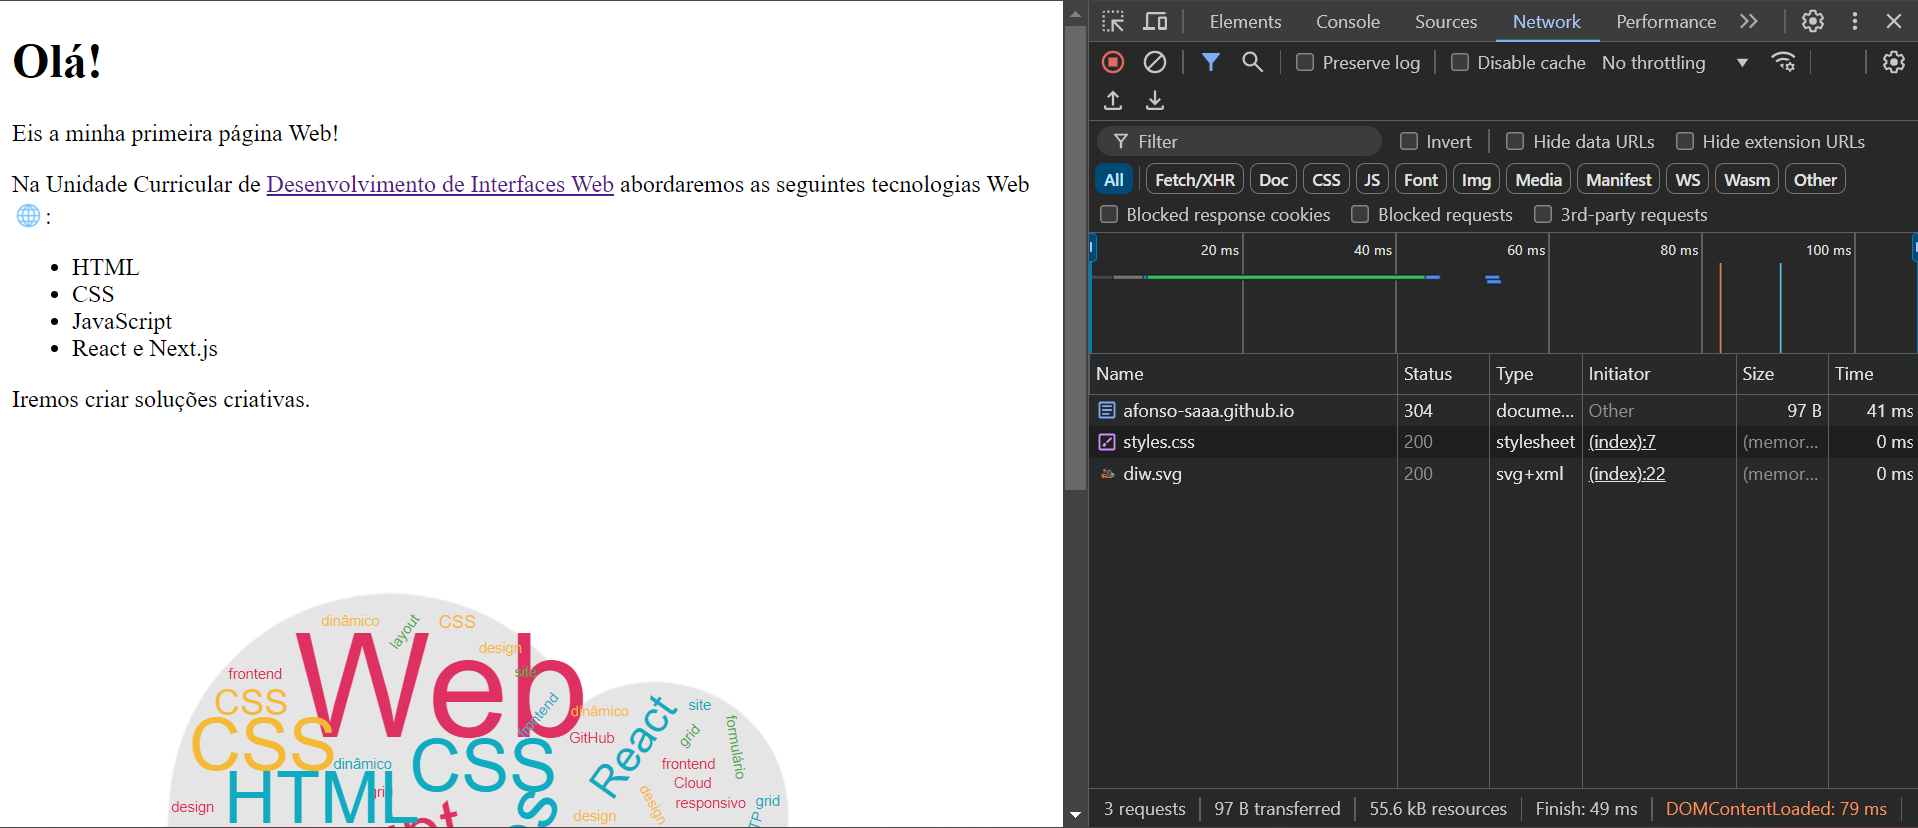 Olá!
Eis a minha primeira página Web!
Na Unidade Curricular de Desenvolvimento de Interfaces Web abordaremos as seguintes tecnologias Web
🌐 :
• HTML
• CSS
• JavaScript
• React e Next.js
Iremos criar soluções criativas.
dinâmico
layout
CSS
Web
design
site
frontend
CSS
frontend
CSS
dinâmico
GitHub
React
site
grid
formulário
CSS
dinâmico
HTML
grid
design
frontend
Cloud
design
responsivo
grid
design
Elements Console Sources Network Performance
Preserve log Disable cache No throttling
Filter Invert Hide data URLs Hide extension URLs
All Fetch/XHR Doc CSS JS Font Img Media Manifest WS Wasm Other
Blocked response cookies Blocked requests 3rd-party requests
20 ms 40 ms 60 ms 80 ms 100 ms
Name Status Type Initiator Size Time
afonso-saaa.github.io 304 docume... Other 97 B 41 ms
styles.css 200 stylesheet (index):7 (memor... 0 ms
diw.svg 200 svg+xml (index):22 (memor... 0 ms
3 requests 97 B transferred 55.6 kB resources Finish: 49 ms DOMContentLoaded: 79 ms